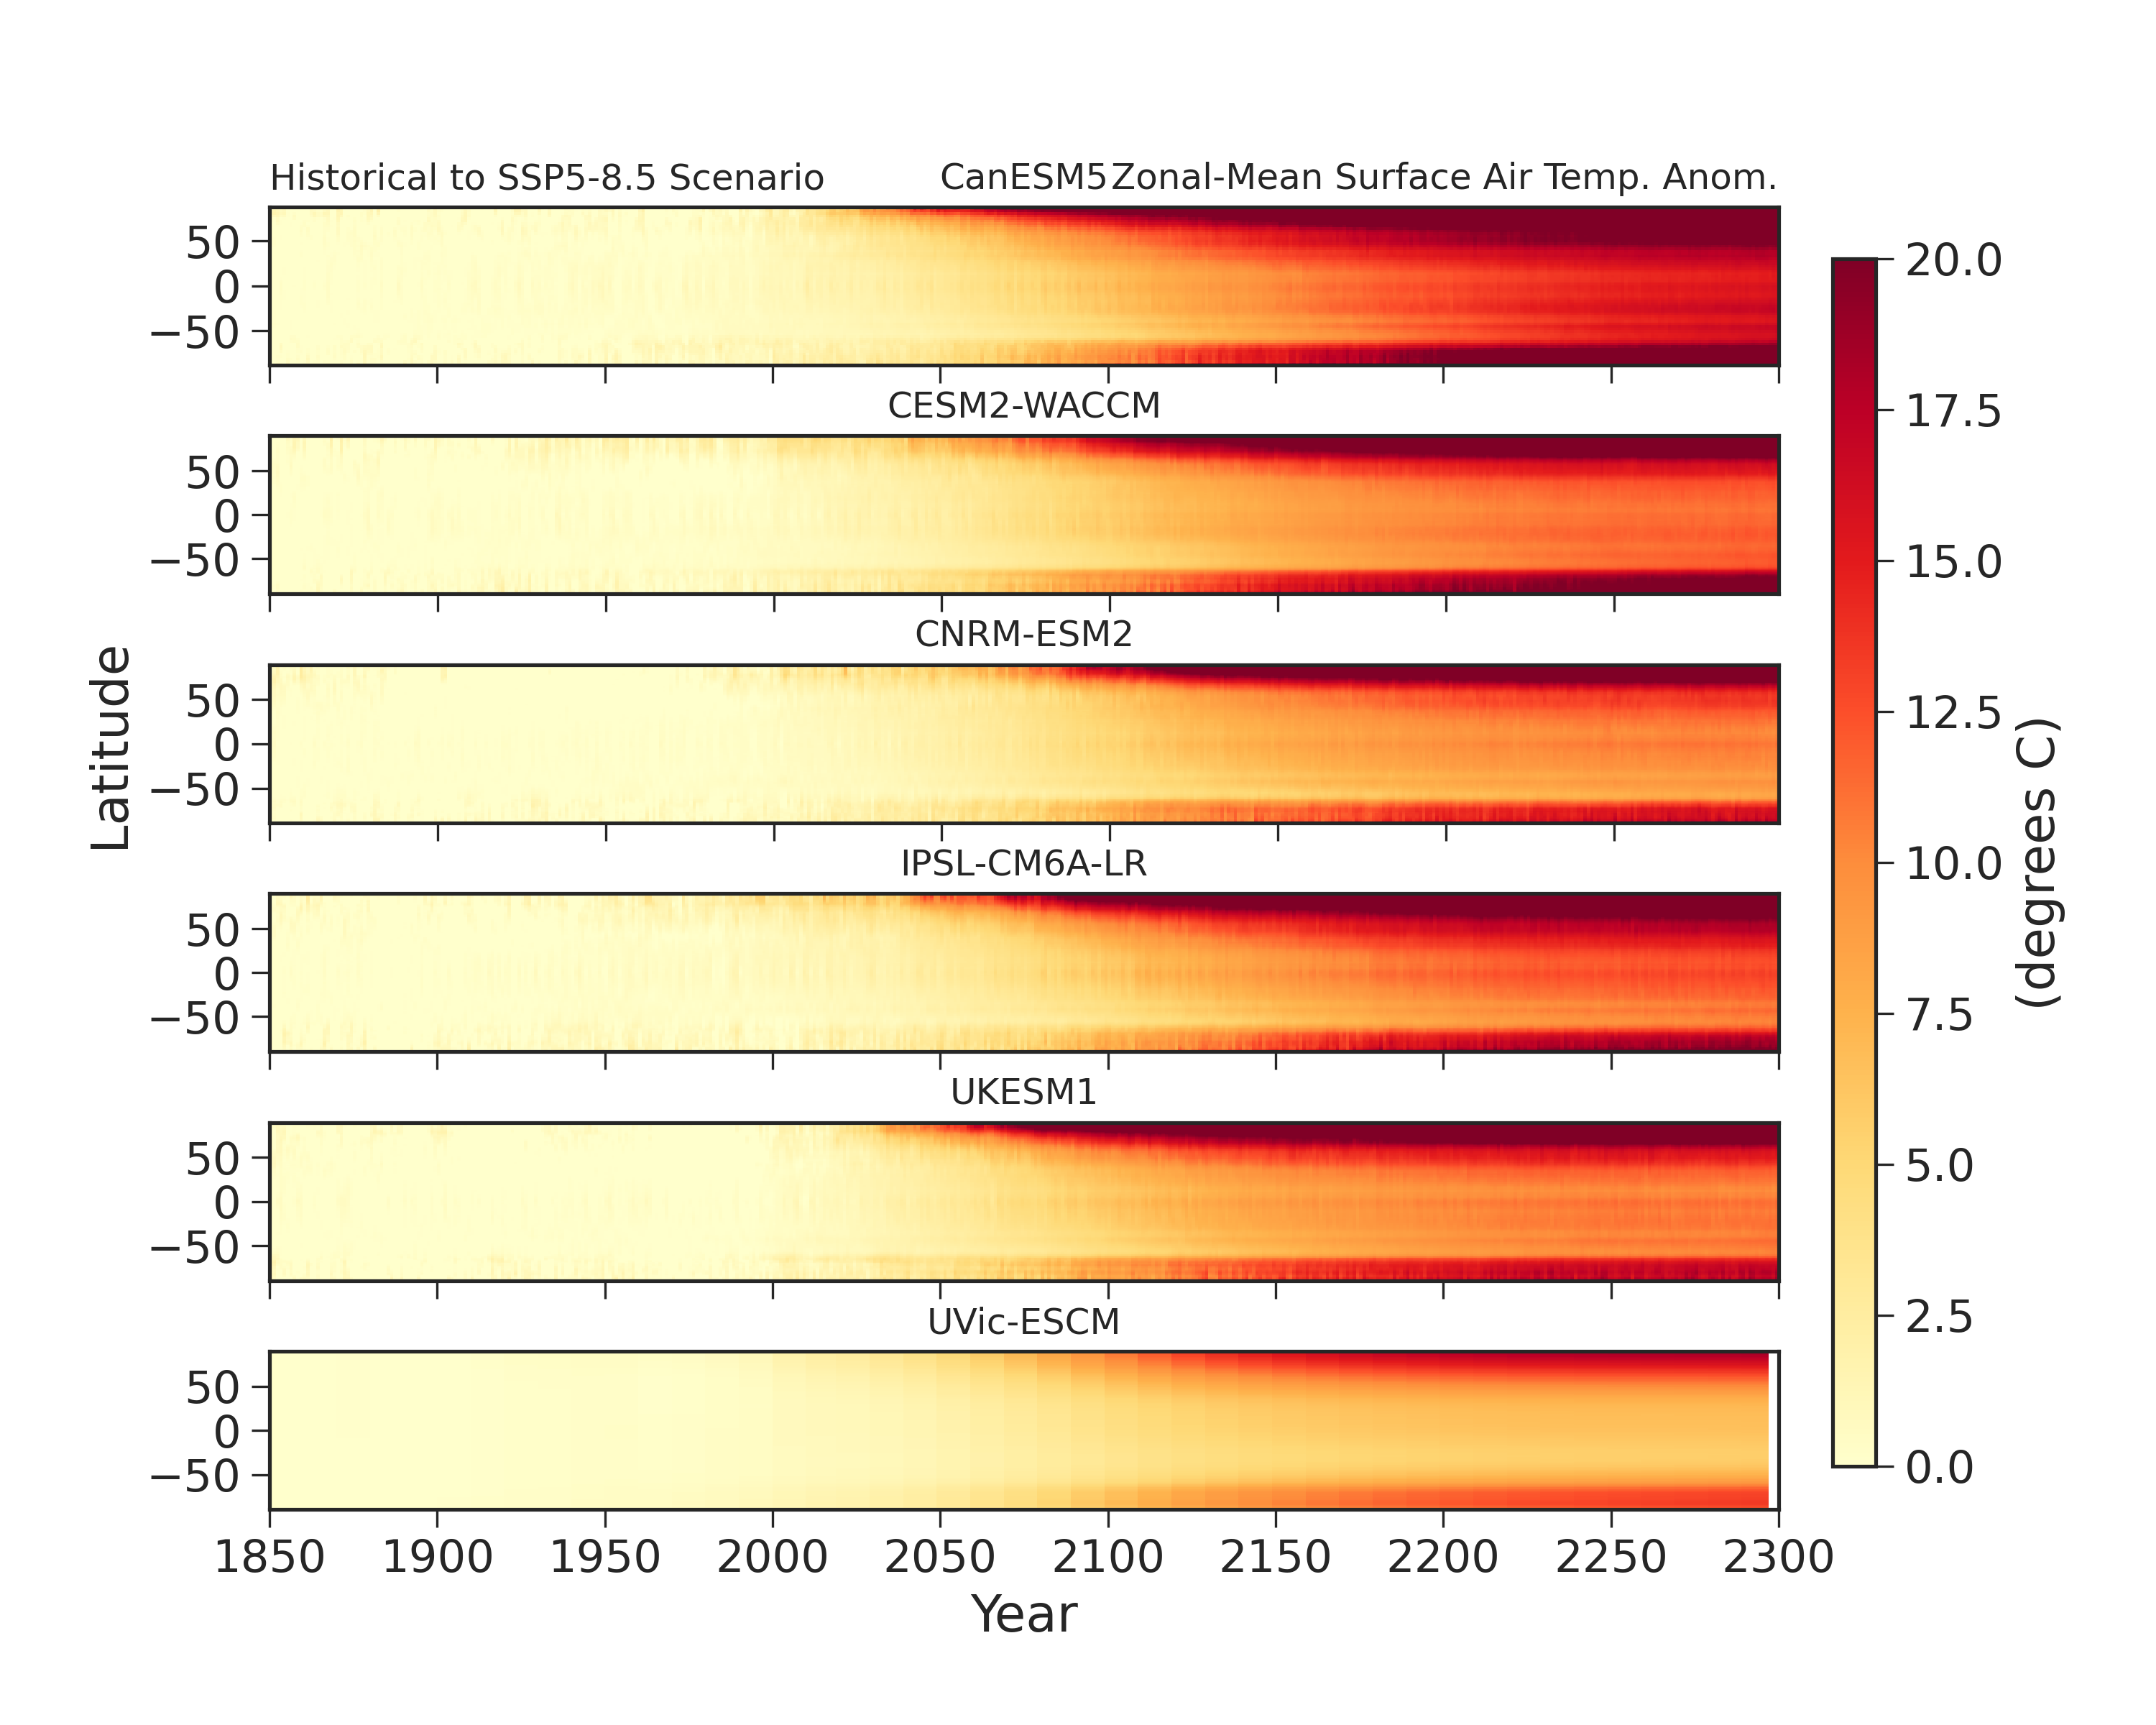 Historical to SSP5-8.5 Scenario
CanESM5
Zonal-Mean Surface Air Temp. Anom.
50
0
−50
CESM2-WACCM
50
0
−50
CNRM-ESM2
50
0
−50
IPSL-CM6A-LR
50
0
−50
UKESM1
50
0
−50
UVic-ESCM
50
0
−50
1850 1900 1950 2000 2050 2100 2150 2200 2250 2300
Year
Latitude
20.0
17.5
15.0
12.5
10.0
7.5
5.0
2.5
0.0
(degrees C)